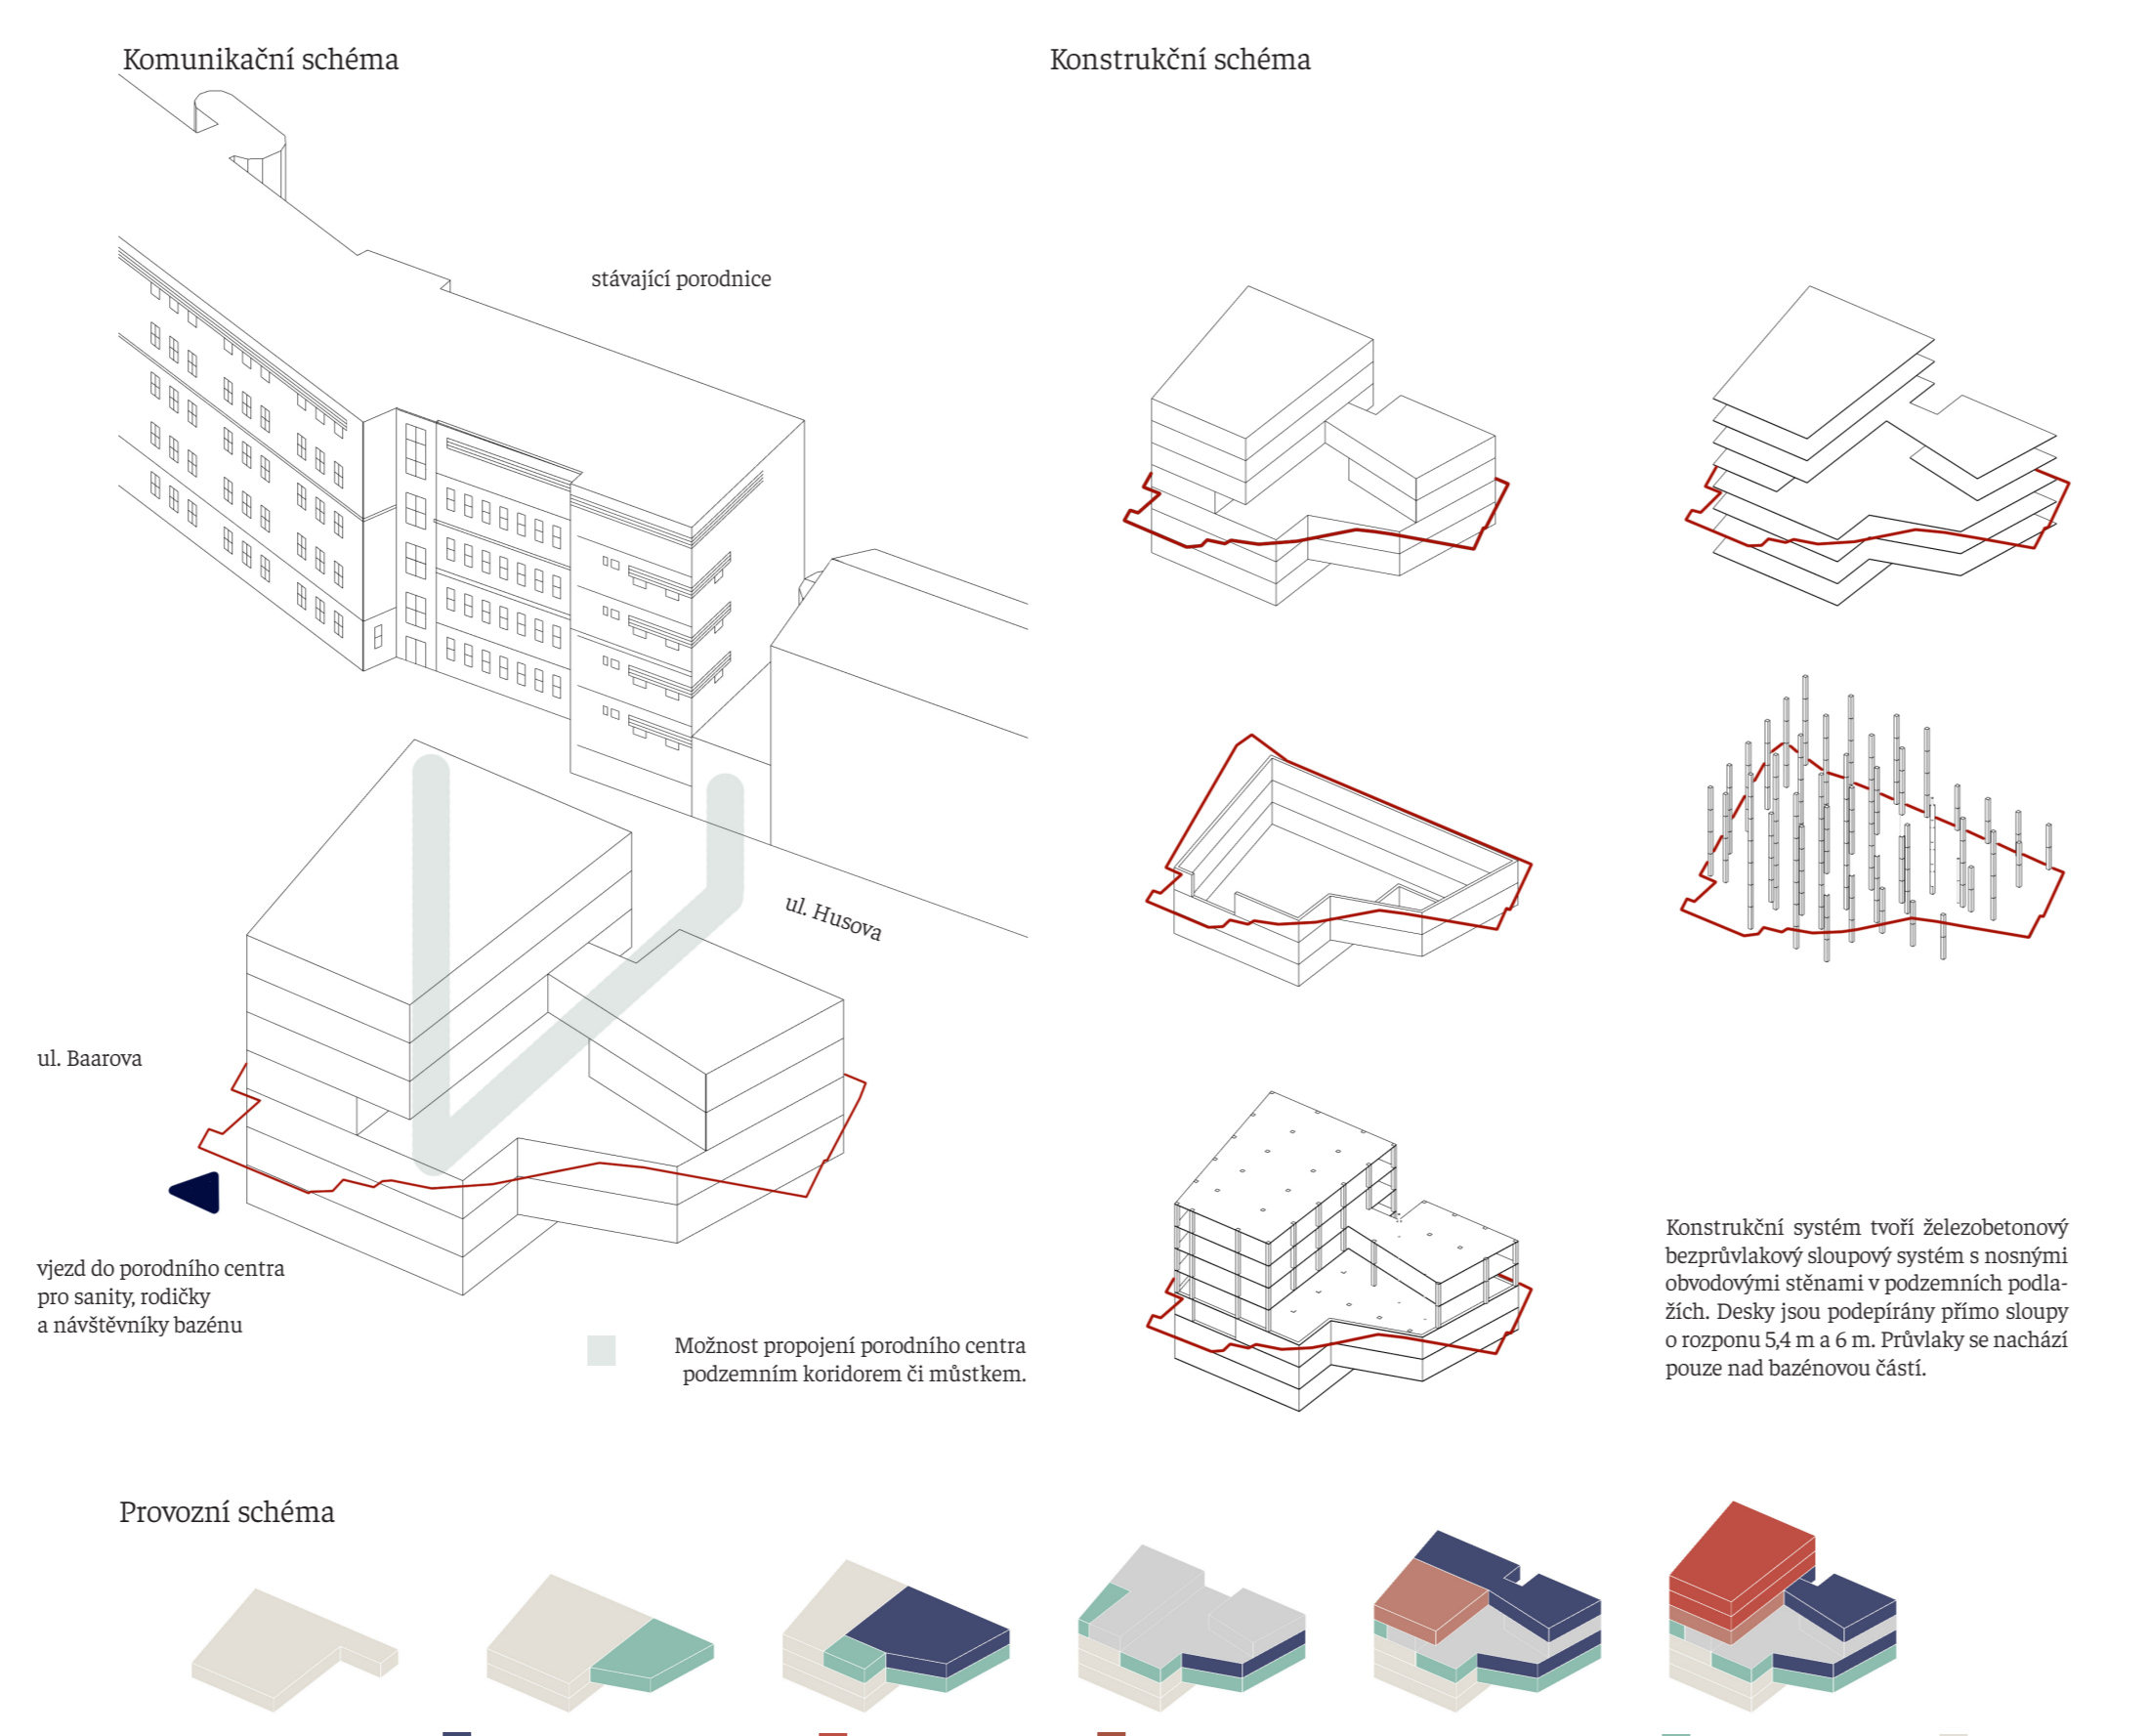 Komunikační schéma
Konstrukční schéma
stávající porodnice
ul. Husova
ul. Baarova
vjezd do porodního centra
pro sanity, rodičky
a návštěvníky bazénu
Možnost propojení porodního centra
podzemním koridorem či můstkem.
Konstrukční systém tvoří železobetonový
bezprůvlakový sloupový systém s nosnými
obvodovými stěnami v podzemních podla-
žích. Desky jsou podepírány přímo sloupy
o rozponu 5,4 m a 6 m. Průvlaky se nachází
pouze nad bazénovou částí.
Provozní schéma